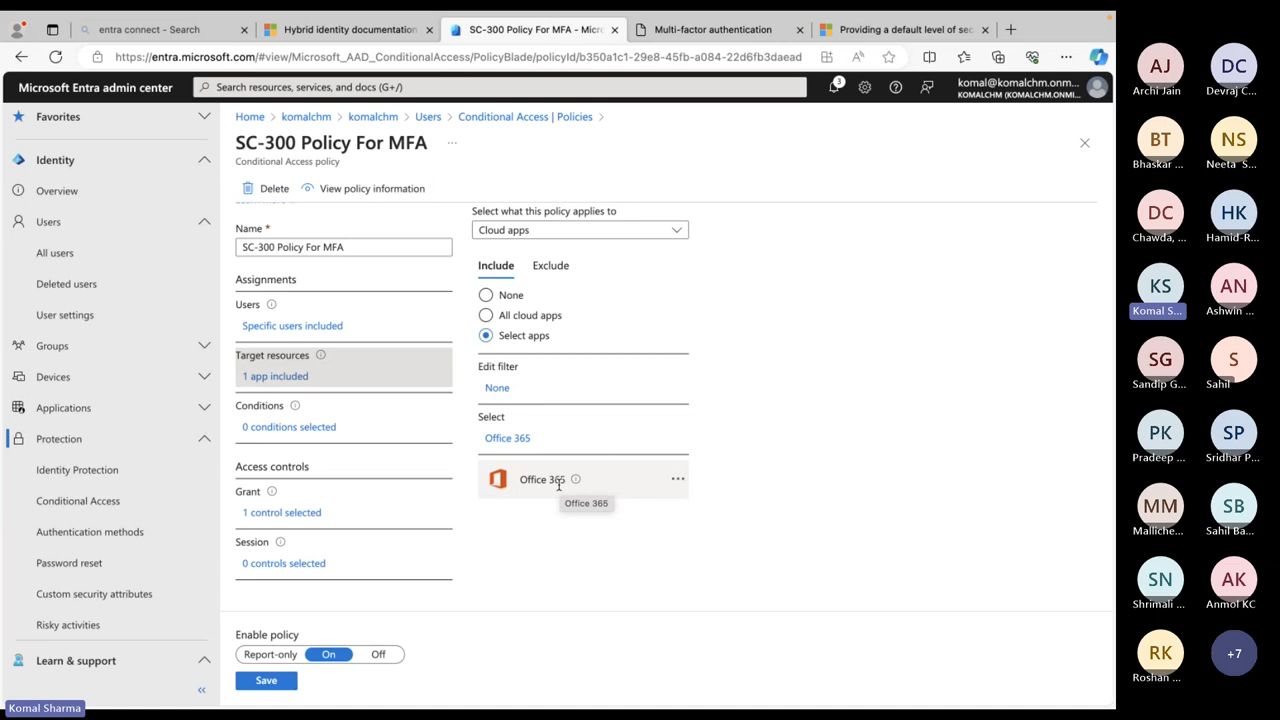 entra connect - Search
Hybrid identity documentation
SC-300 Policy For MFA - Micro
Multi-factor authentication
Providing a default level of sec
https://entra.microsoft.com/#view/Microsoft_AAD_ConditionalAccess/PolicyBlade/policyId/b350a1c1-29e8-45fb-a084-22d6fb3daead
Microsoft Entra admin center
Search resources, services, and docs (G+/)
3
komal@komalchm.onm...
KOMALCHM (KOMALCHM.ONMI...
Favorites
Identity
Overview
Users
All users
Deleted users
User settings
Groups
Devices
Applications
Protection
Identity Protection
Conditional Access
Authentication methods
Password reset
Custom security attributes
Risky activities
Learn & support
Home > komalchm > komalchm > Users > Conditional Access | Policies >
SC-300 Policy For MFA
...
Conditional Access policy
Delete
View policy information
Name *
SC-300 Policy For MFA
Assignments
Users
Specific users included
Target resources
1 app included
Conditions
0 conditions selected
Access controls
Grant
1 control selected
Session
0 controls selected
Select what this policy applies to
Cloud apps
Include Exclude
None
All cloud apps
Select apps
Edit filter
None
Select
Office 365
Office 365
Office 365
Enable policy
Report-only On Off
Save
Komal Sharma
AJ
Archi Jain
DC
Devraj C...
BT
Bhaskar ...
NS
Neeta S...
DC
Chawda, ...
HK
Hamid-R...
KS
Komal S...
AN
Ashwin ...
SG
Sandip G...
S
Sahil
PK
Pradeep ...
SP
Sridhar P...
MM
Malliche...
SB
Sahil Ba...
SN
Shrimali ...
AK
Anmol KC
RK
Roshan ...
+7